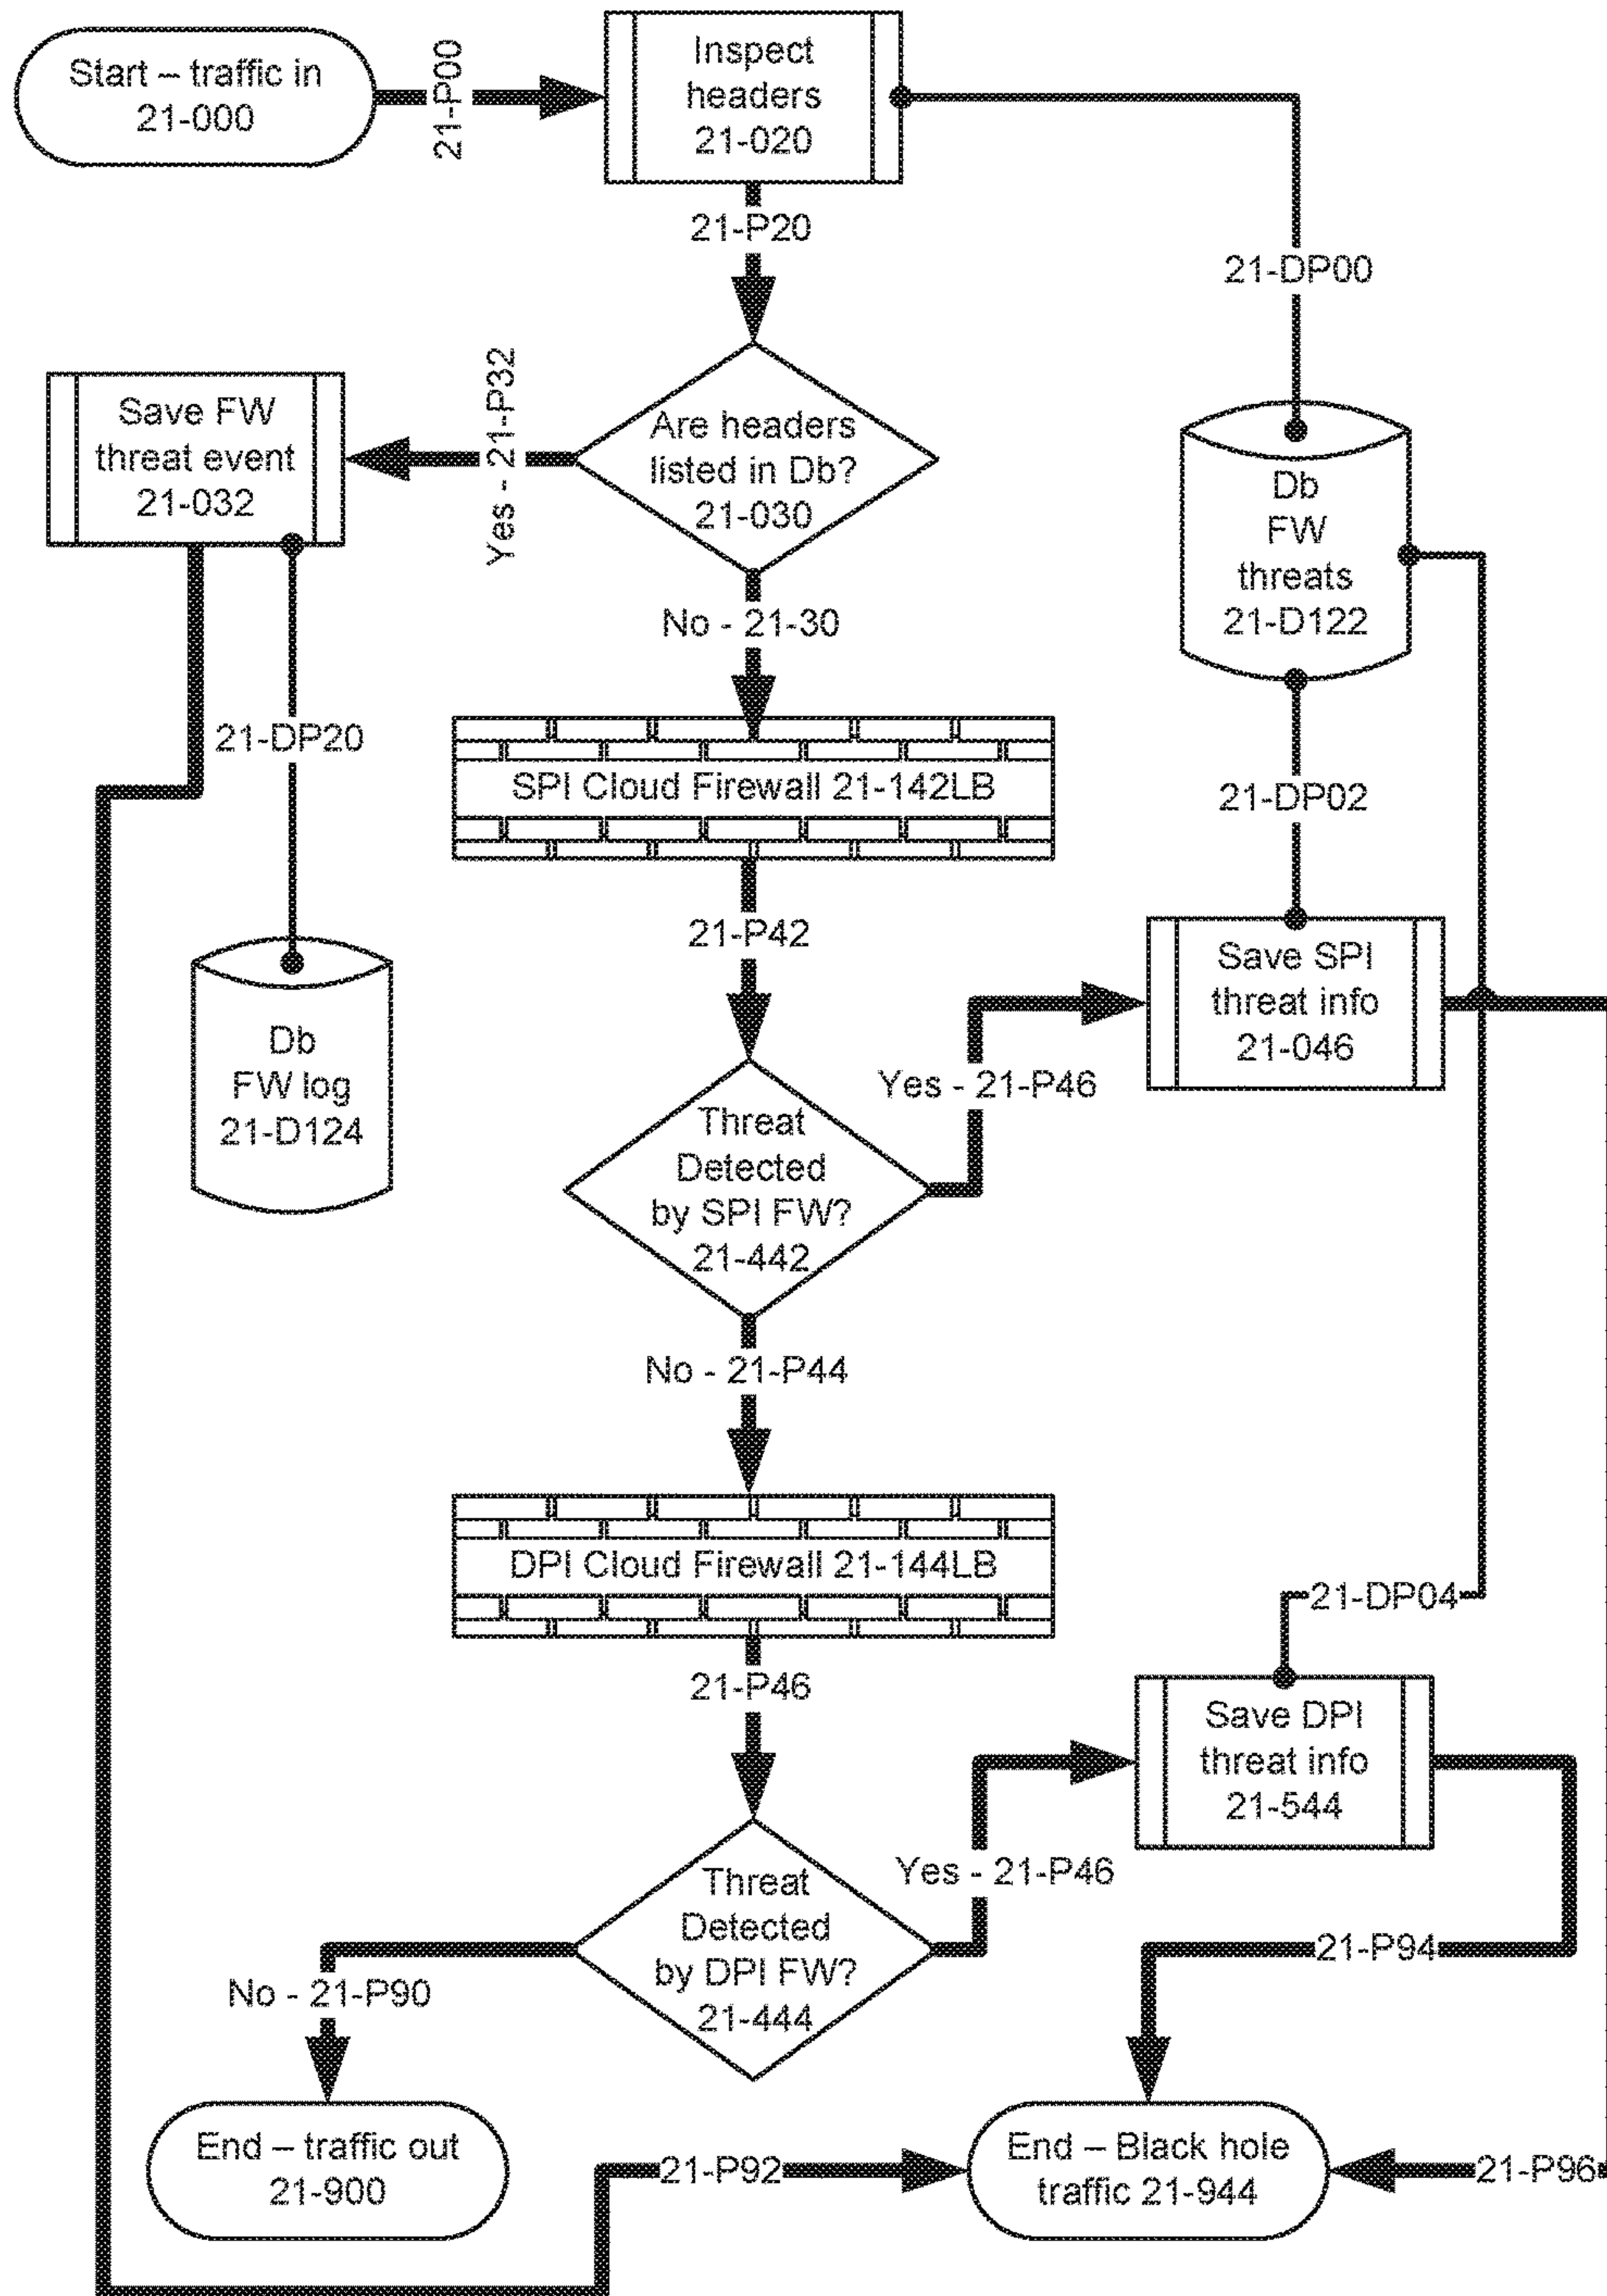 Start – traffic in
21-000
21-P00
Inspect
headers
21-020
21-P20
21-DP00
Save FW
threat event
21-032
Yes - 21-P32
Are headers
listed in Db?
21-030
Db
FW
threats
21-D122
No - 21-30
21-DP20
SPI Cloud Firewall 21-142LB
21-DP02
21-P42
Save SPI
threat info
21-046
Db
FW log
21-D124
Yes - 21-P46
Threat
Detected
by SPI FW?
21-442
No - 21-P44
DPI Cloud Firewall 21-144LB
21-DP04
21-P46
Save DPI
threat info
21-544
Yes - 21-P46
Threat
Detected
by DPI FW?
21-444
21-P94
No - 21-P90
End – traffic out
21-900
21-P92
End – Black hole
traffic 21-944
21-P96